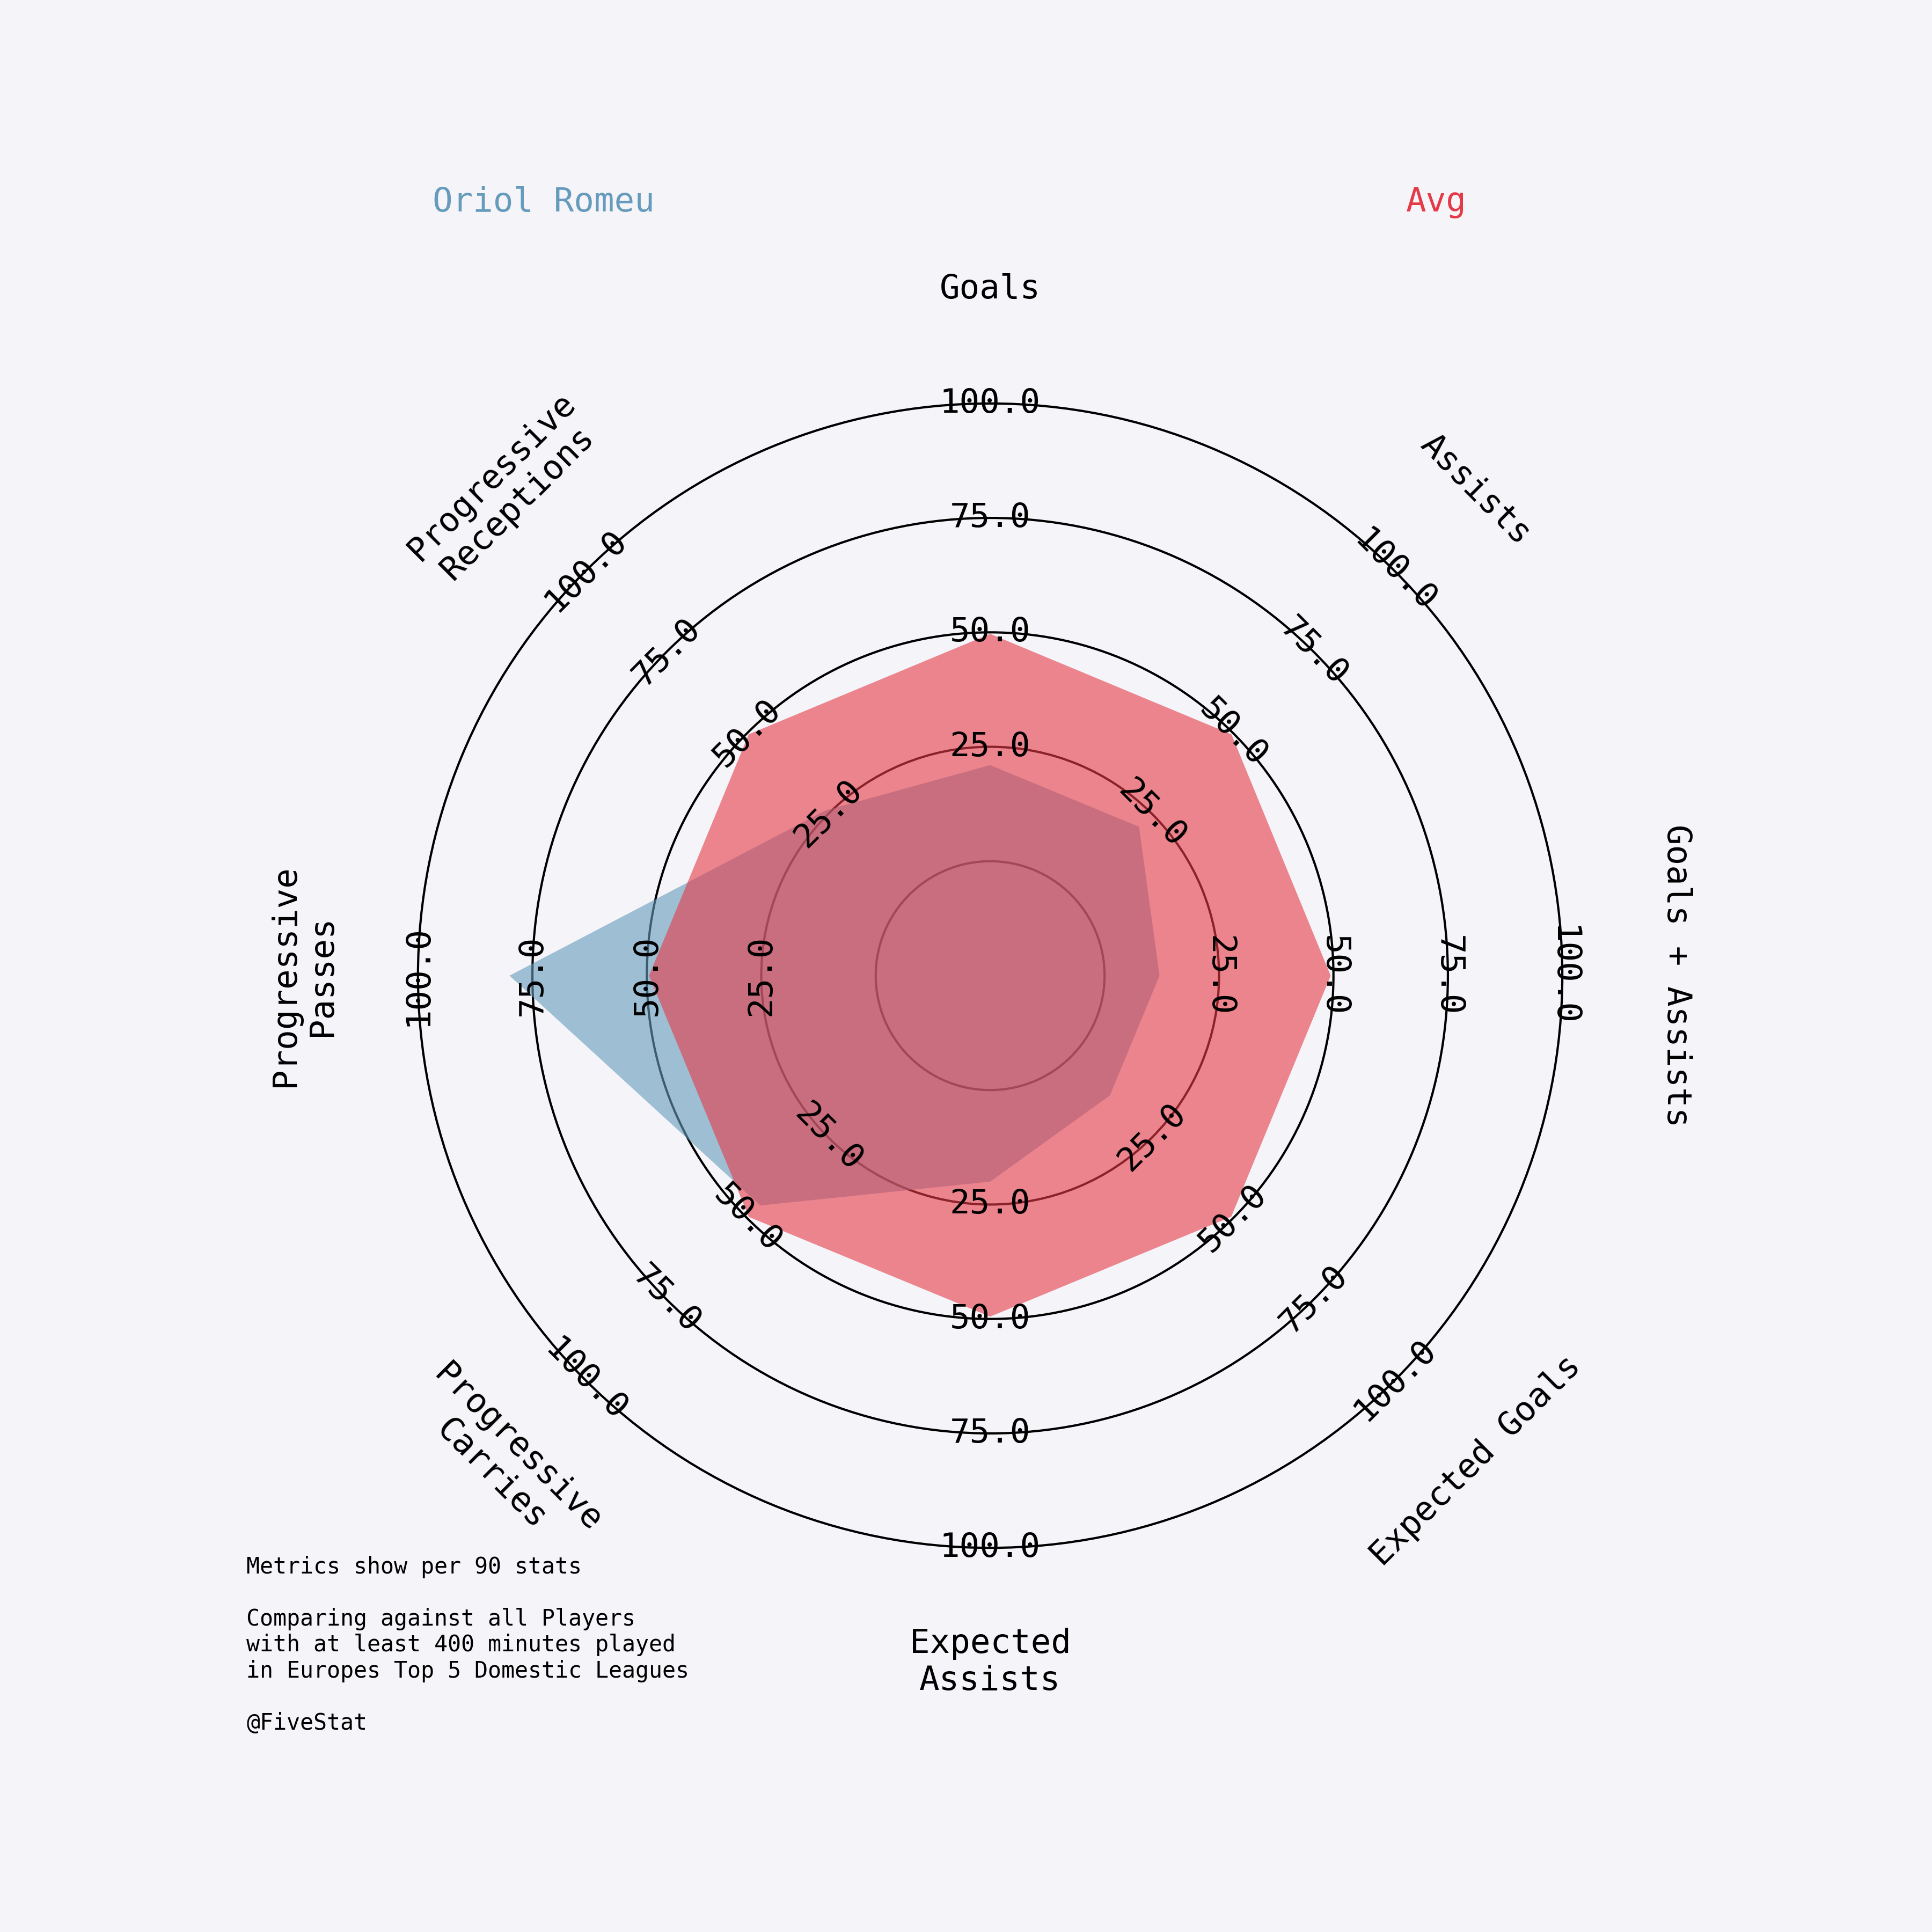 Oriol Romeu
Avg
Goals
Assists
Goals + Assists
Expected Goals
Expected
Assists
Progressive
Carries
Progressive
Passes
Progressive
Receptions
25.0
50.0
75.0
100.0
25.0
50.0
75.0
100.0
25.0
50.0
75.0
100.0
25.0
50.0
75.0
100.0
25.0
50.0
75.0
100.0
25.0
50.0
75.0
100.0
25.0
50.0
75.0
100.0
25.0
50.0
75.0
100.0
Metrics show per 90 stats
Comparing against all Players
with at least 400 minutes played
in Europes Top 5 Domestic Leagues
@FiveStat